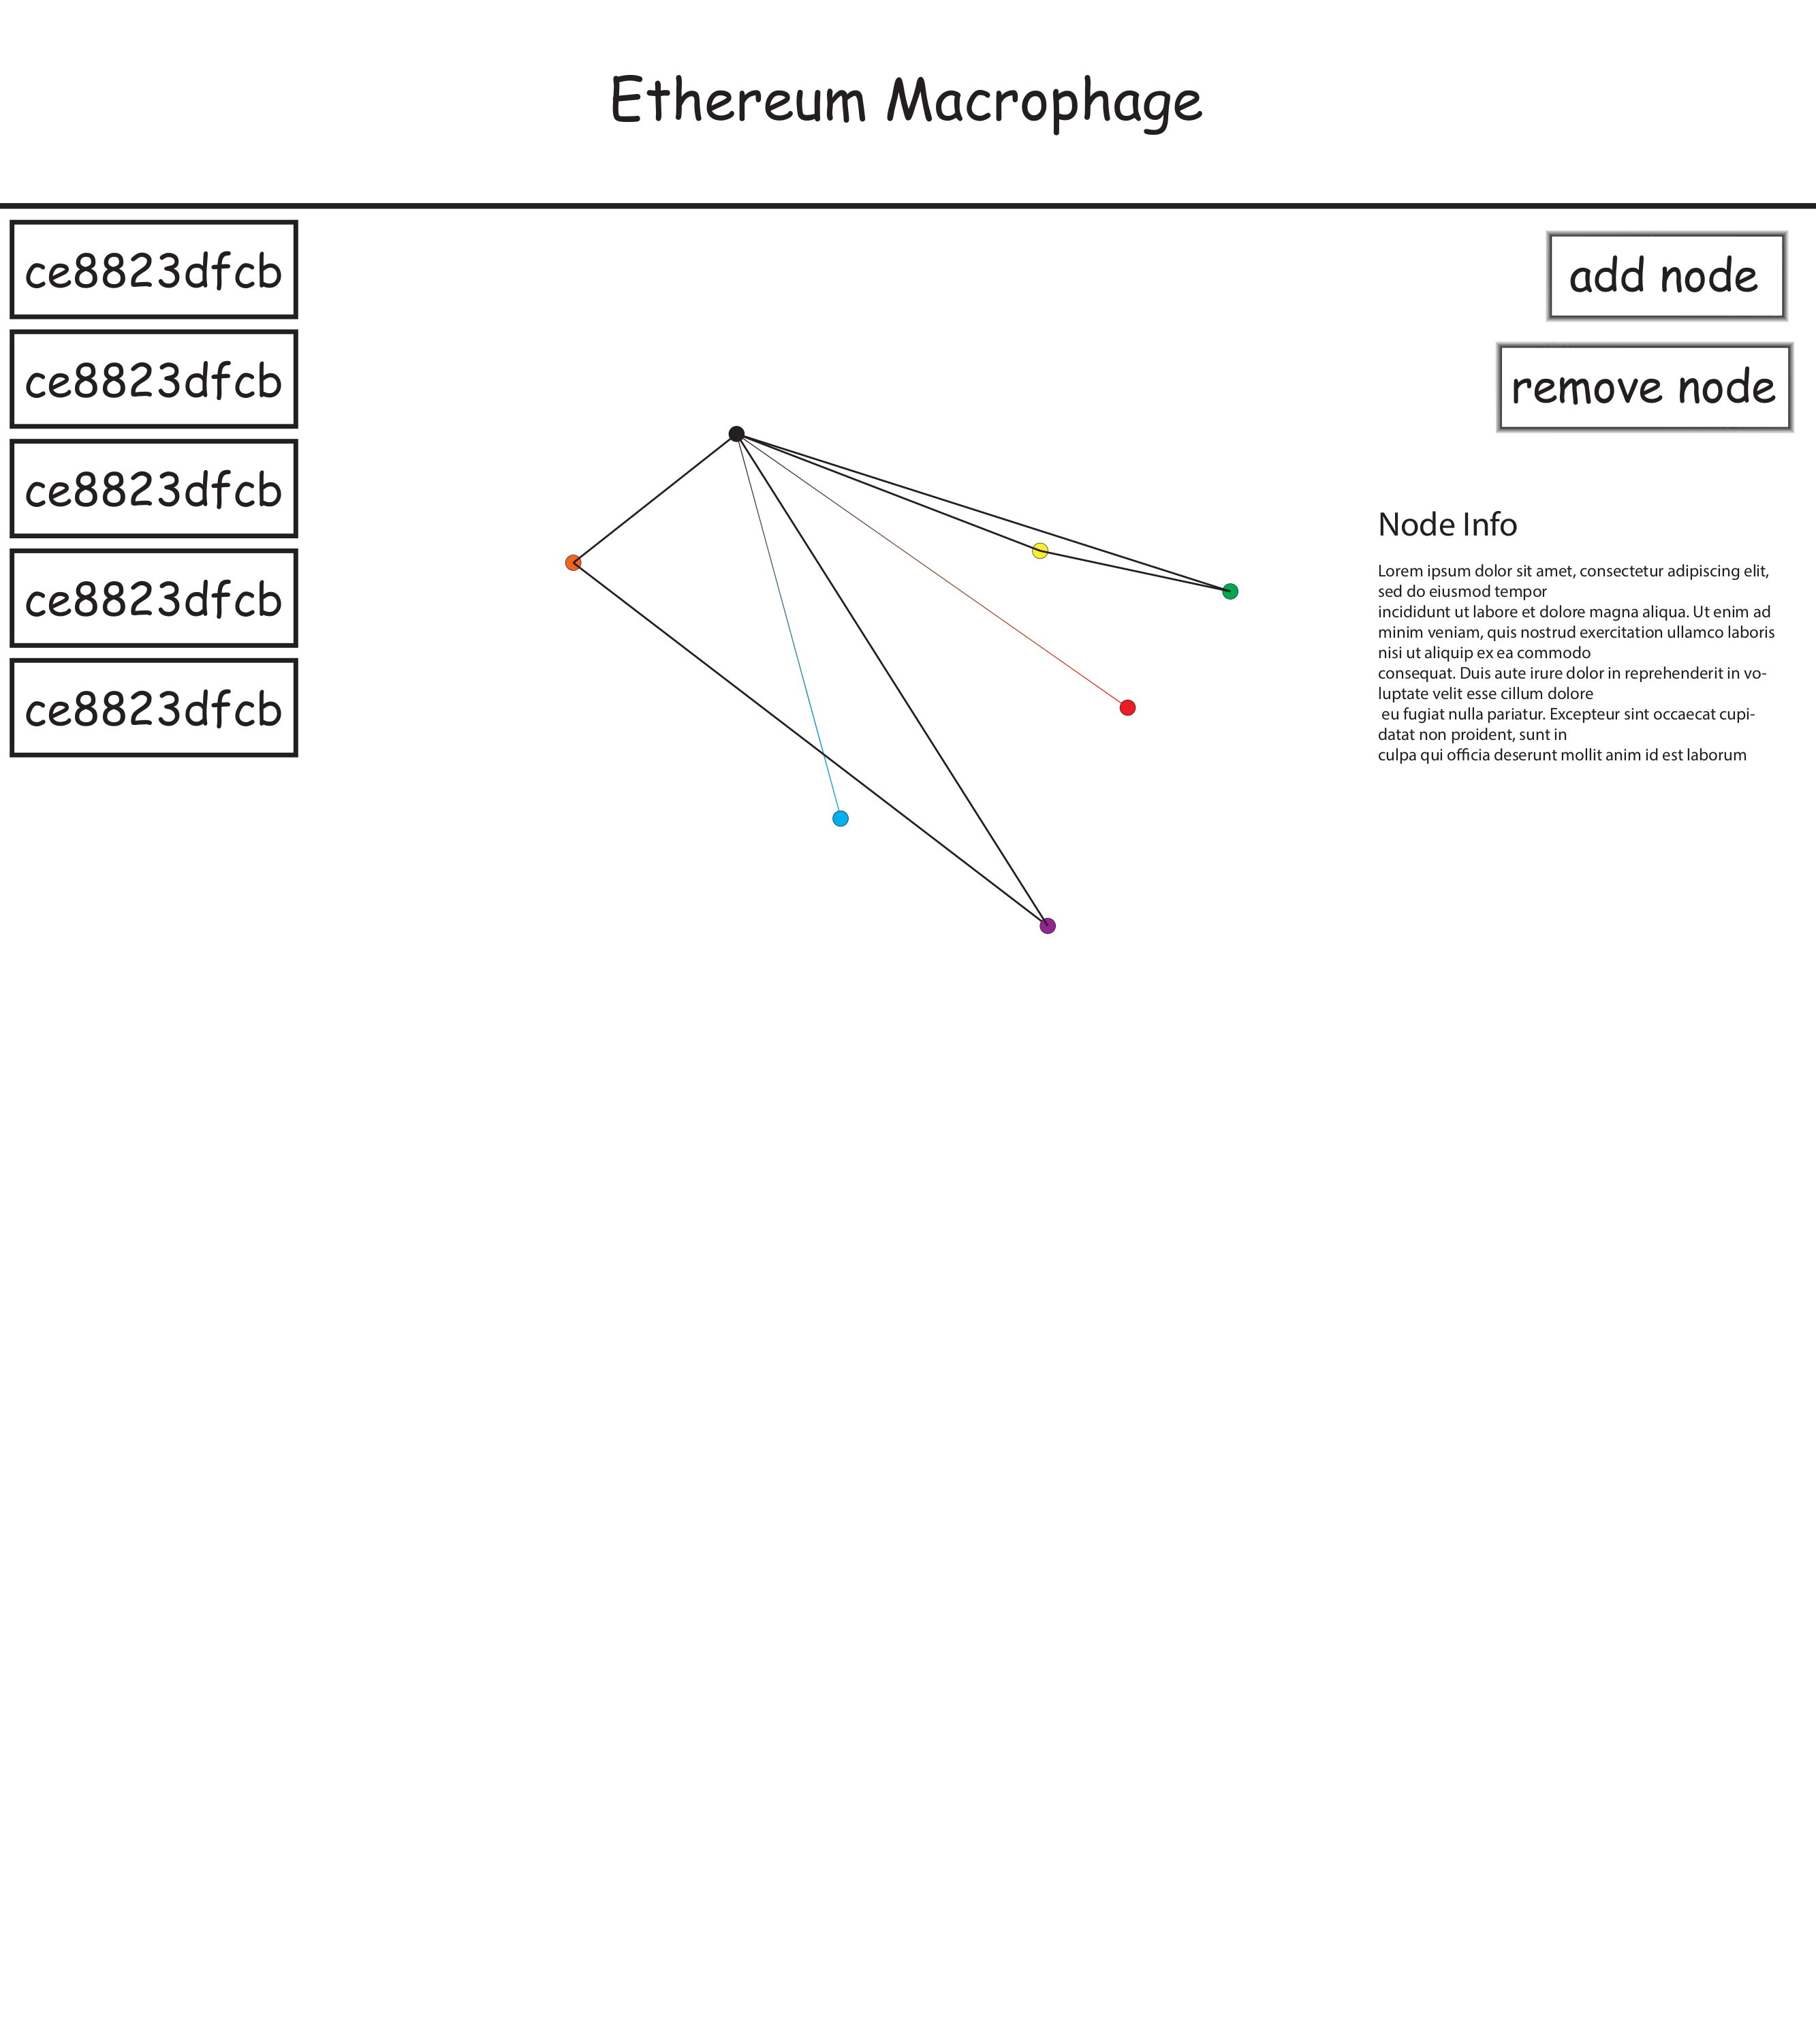 Ethereum Macrophage
ce8823dfcb
ce8823dfcb
ce8823dfcb
ce8823dfcb
ce8823dfcb
add node
remove node
Node Info
Lorem ipsum dolor sit amet, consectetur adipiscing elit,
sed do eiusmod tempor
incididunt ut labore et dolore magna aliqua. Ut enim ad
minim veniam, quis nostrud exercitation ullamco laboris
nisi ut aliquip ex ea commodo
consequat. Duis aute irure dolor in reprehenderit in vo-
luptate velit esse cillum dolore
eu fugiat nulla pariatur. Excepteur sint occaecat cupi-
datat non proident, sunt in
culpa qui officia deserunt mollit anim id est laborum